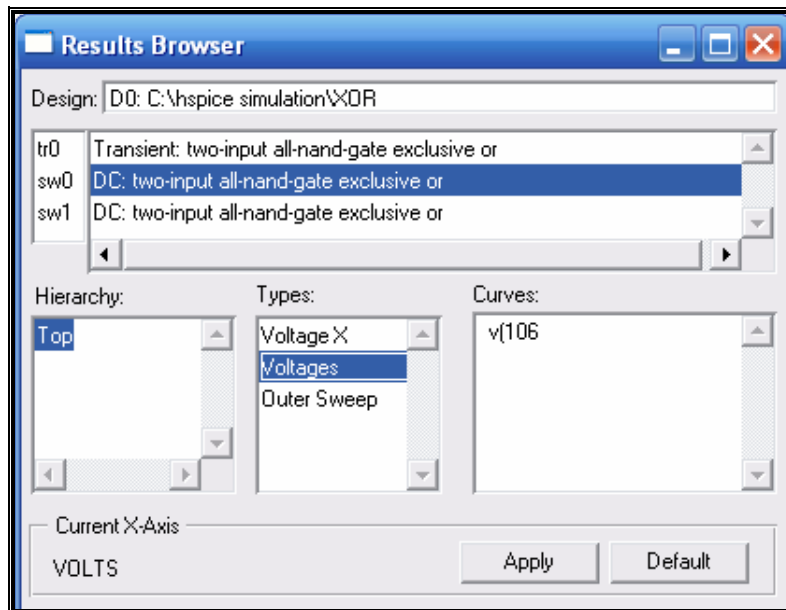 Results Browser
Design: D0: C:\hspice simulation\XOR
tr0 Transient: two-input all-nand-gate exclusive or
sw0 DC: two-input all-nand-gate exclusive or
sw1 DC: two-input all-nand-gate exclusive or
Hierarchy: Types: Curves:
Top Voltage X v(106
Voltages
Outer Sweep
Current X-Axis
VOLTS Apply Default